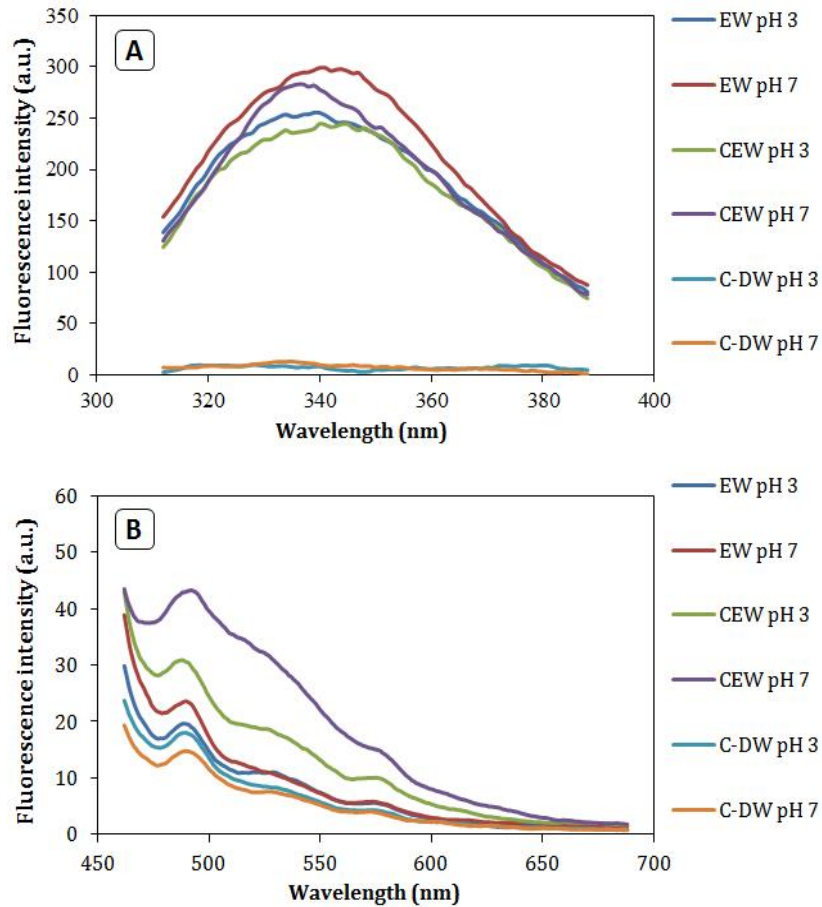 A
350
300
250
200
150
100
50
0
Fluorescence intensity (a.u.)
300 320 340 360 380 400
Wavelength (nm)
EW pH 3
EW pH 7
CEW pH 3
CEW pH 7
C-DW pH 3
C-DW pH 7
B
60
50
40
30
20
10
0
Fluorescence intensity (a.u.)
450 500 550 600 650 700
Wavelength (nm)
EW pH 3
EW pH 7
CEW pH 3
CEW pH 7
C-DW pH 3
C-DW pH 7